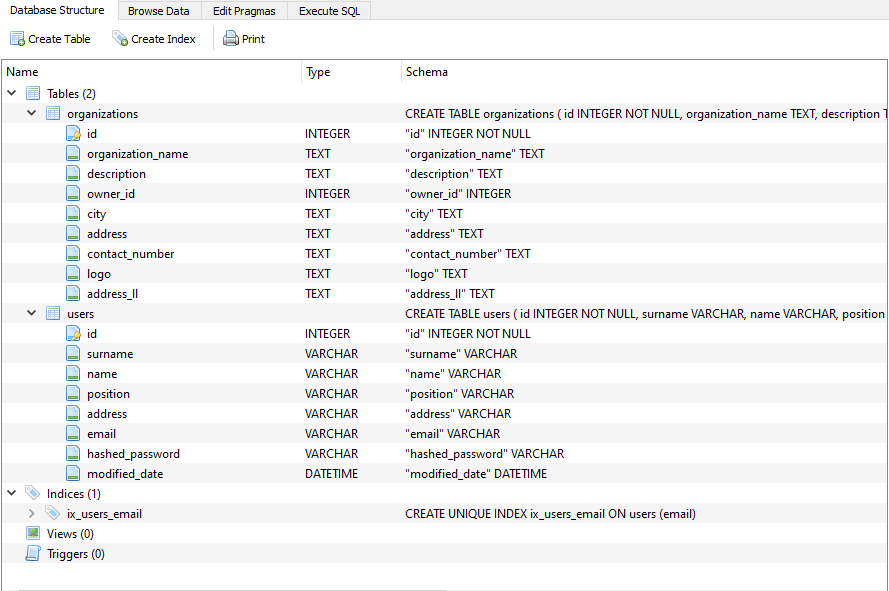 Database Structure Browse Data Edit Pragmas Execute SQL
Create Table Create Index Print
Name Type Schema
Tables (2)
organizations CREATE TABLE organizations ( id INTEGER NOT NULL, organization_name TEXT, description T
id INTEGER "id" INTEGER NOT NULL
organization_name TEXT "organization_name" TEXT
description TEXT "description" TEXT
owner_id INTEGER "owner_id" INTEGER
city TEXT "city" TEXT
address TEXT "address" TEXT
contact_number TEXT "contact_number" TEXT
logo TEXT "logo" TEXT
address_ll TEXT "address_ll" TEXT
users CREATE TABLE users ( id INTEGER NOT NULL, surname VARCHAR, name VARCHAR, position
id INTEGER "id" INTEGER NOT NULL
surname VARCHAR "surname" VARCHAR
name VARCHAR "name" VARCHAR
position VARCHAR "position" VARCHAR
address VARCHAR "address" VARCHAR
email VARCHAR "email" VARCHAR
hashed_password VARCHAR "hashed_password" VARCHAR
modified_date DATETIME "modified_date" DATETIME
Indices (1)
ix_users_email CREATE UNIQUE INDEX ix_users_email ON users (email)
Views (0)
Triggers (0)